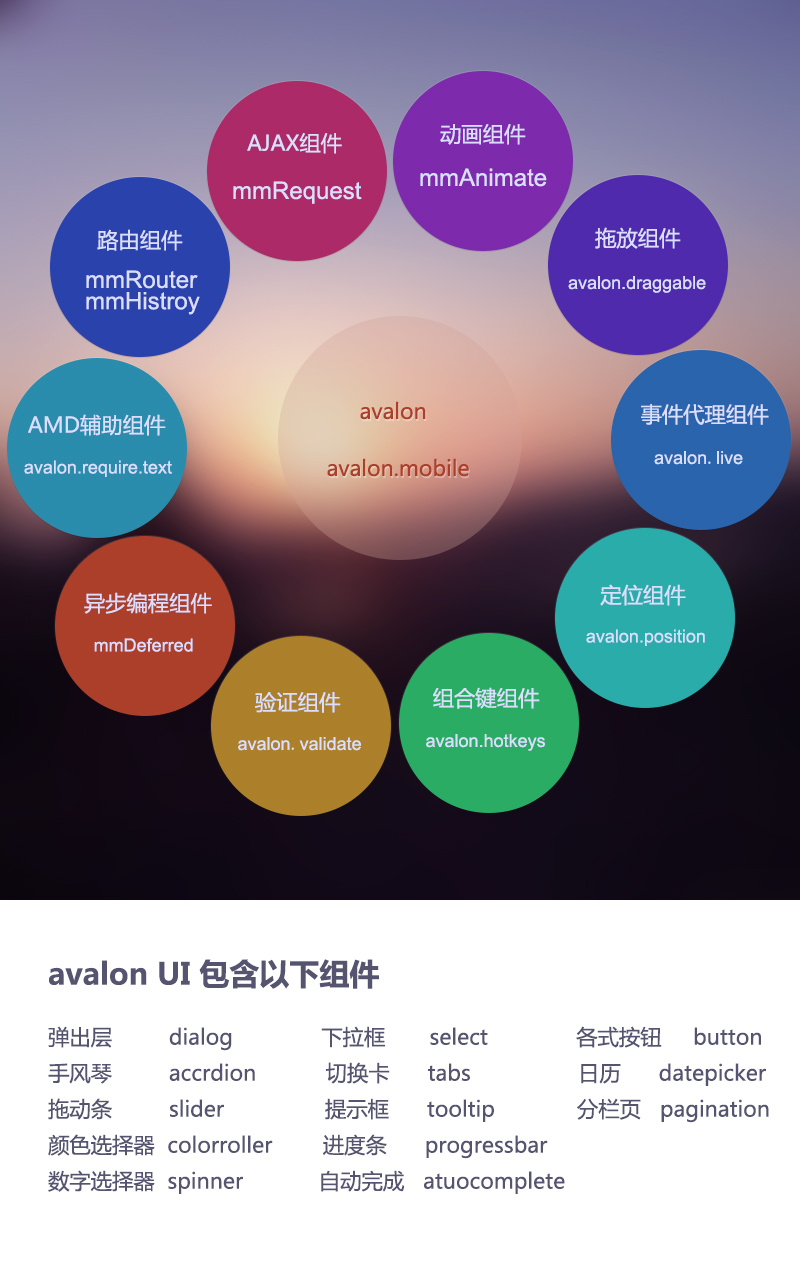 AJAX组件
mmRequest
动画组件
mmAnimate
路由组件
mmRouter
mmHistroy
拖放组件
avalon.draggable
AMD辅助组件
avalon.require.text
avalon
avalon.mobile
事件代理组件
avalon. live
异步编程组件
mmDeferred
定位组件
avalon.position
验证组件
avalon. validate
组合键组件
avalon.hotkeys
avalon UI 包含以下组件
弹出层 dialog 下拉框 select 各式按钮 button
手风琴 accrdion 切换卡 tabs 日历 datepicker
拖动条 slider 提示框 tooltip 分栏页 pagination
颜色选择器 colorroller 进度条 progressbar
数字选择器 spinner 自动完成 atuocomplete